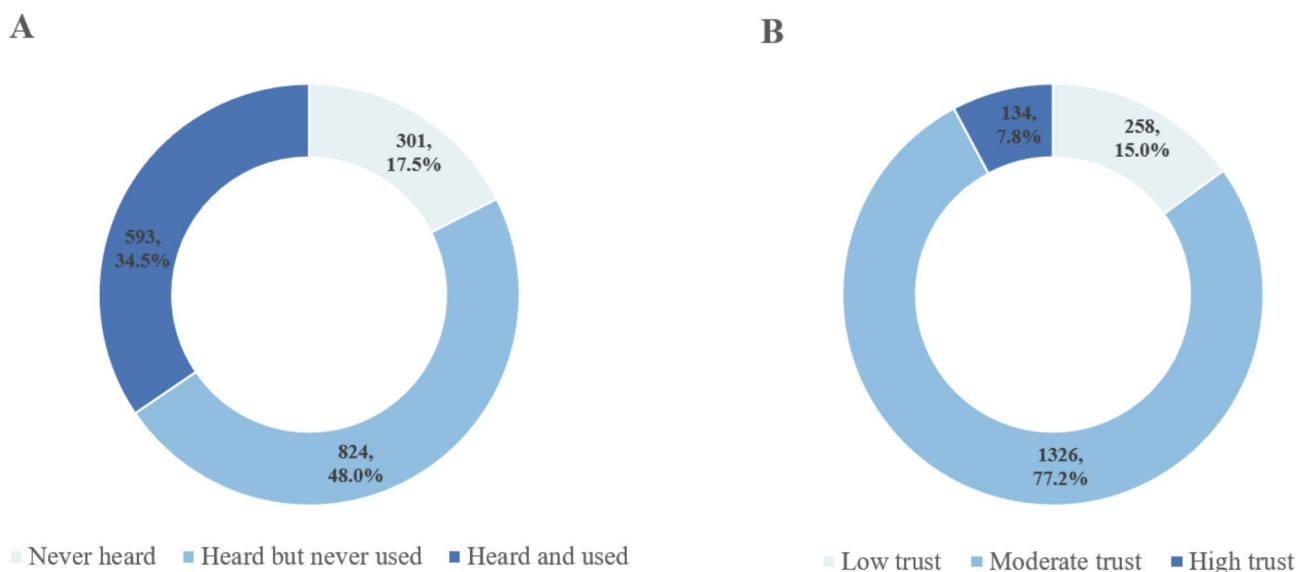 A
301,
17.5%
593,
34.5%
824,
48.0%
Never heard
Heard but never used
Heard and used
B
134,
7.8%
258,
15.0%
1326,
77.2%
Low trust
Moderate trust
High trust